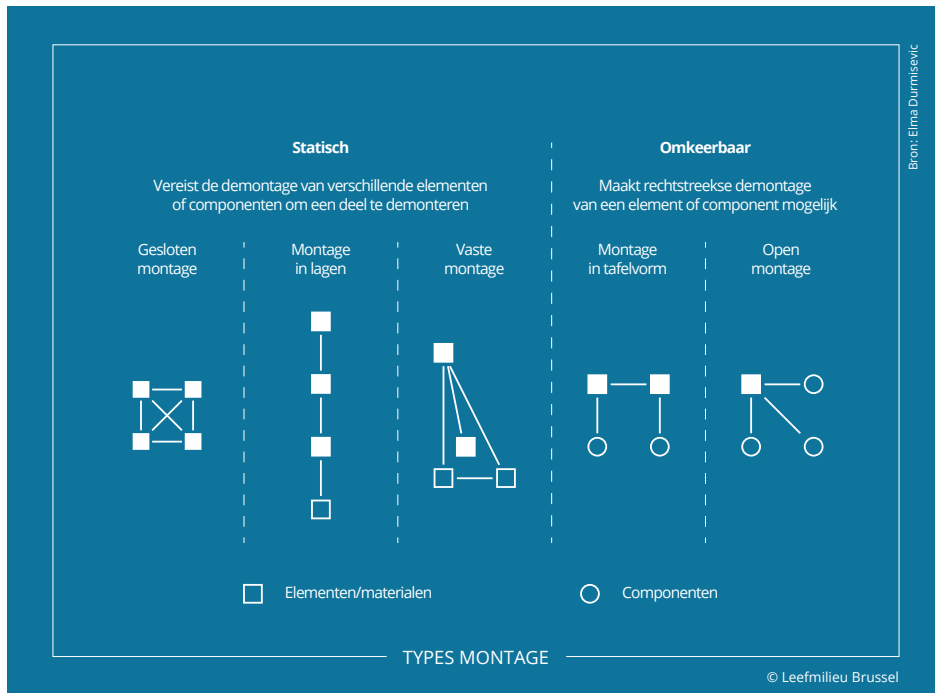 Bron: Elma Durmisevic
Statisch
Vereist de demontage van verschillende elementen
of componenten om een deel te demonteren
Omkeerbaar
Maakt rechtstreekse demontage
van een element of component mogelijk
Gesloten
montage
Montage
in lagen
Vaste
montage
Montage
in tafelvorm
Open
montage
Elementen/materialen
Componenten
TYPES MONTAGE
© Leefmilieu Brussel